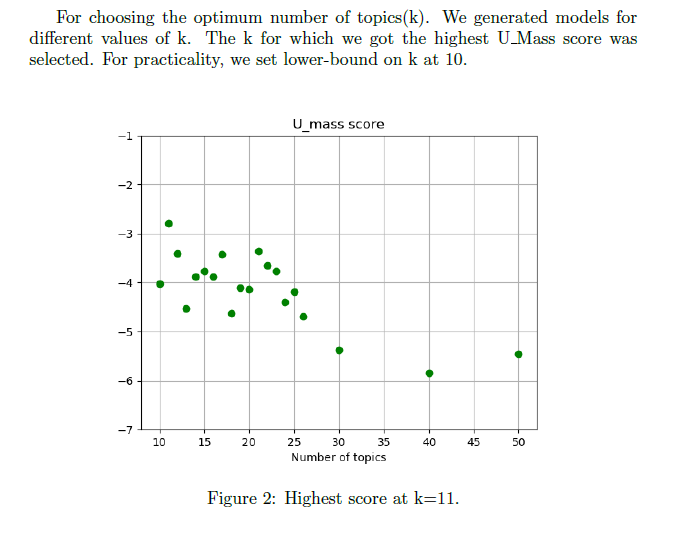 For choosing the optimum number of topics(k). We generated models for
different values of k. The k for which we got the highest U_Mass score was
selected. For practicality, we set lower-bound on k at 10.
U_mass score
−1
−2
−3
−4
−5
−6
−7
10 15 20 25 30 35 40 45 50
Number of topics
Figure 2: Highest score at k=11.